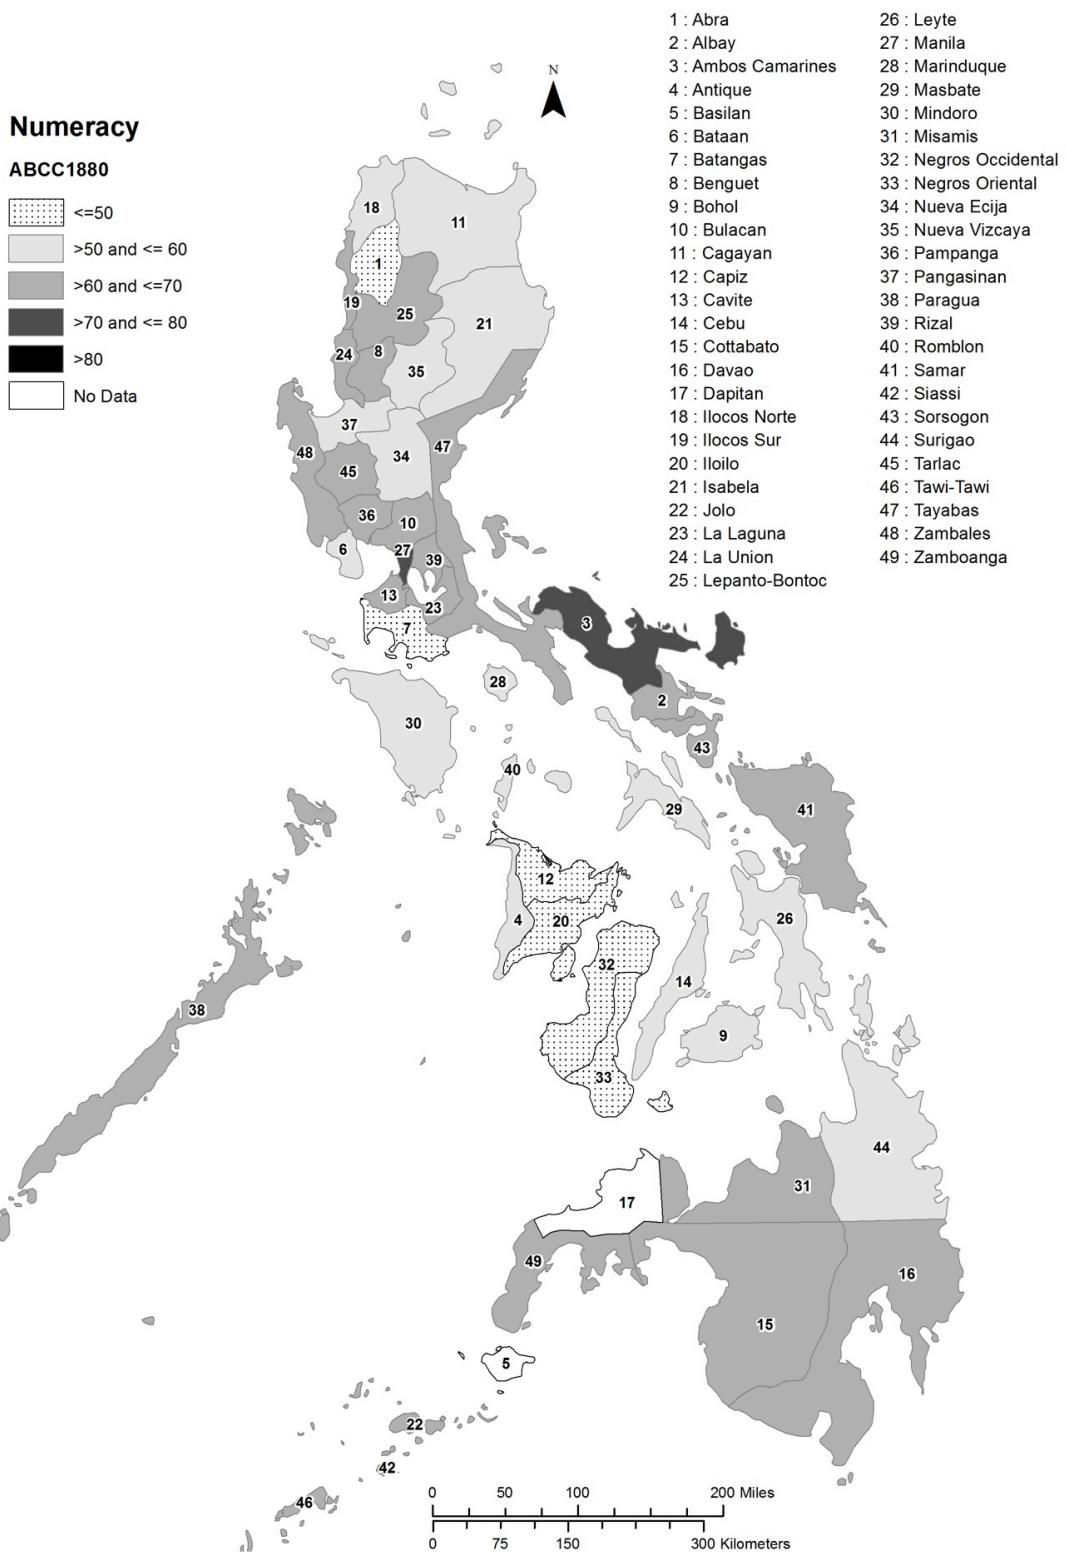 1 : Abra
2 : Albay
3 : Ambos Camarines
4 : Antique
5 : Basilan
6 : Bataan
7 : Batangas
8 : Benguet
9 : Bohol
10 : Bulacan
11 : Cagayan
12 : Capiz
13 : Cavite
14 : Cebu
15 : Cottabato
16 : Davao
17 : Dapitan
18 : Ilocos Norte
19 : Ilocos Sur
20 : Iloilo
21 : Isabela
22 : Jolo
23 : La Laguna
24 : La Union
25 : Lepanto-Bontoc
26 : Leyte
27 : Manila
28 : Marinduque
29 : Masbate
30 : Mindoro
31 : Misamis
32 : Negros Occidental
33 : Negros Oriental
34 : Nueva Ecija
35 : Nueva Vizcaya
36 : Pampanga
37 : Pangasinan
38 : Paragua
39 : Rizal
40 : Romblon
41 : Samar
42 : Siassi
43 : Sorsogon
44 : Surigao
45 : Tarlac
46 : Tawi-Tawi
47 : Tayabas
48 : Zambales
49 : Zamboanga
N
Numeracy
ABCC1880
<=50
>50 and <= 60
>60 and <=70
>70 and <= 80
>80
No Data
18
11
1
19
25
21
24
8
35
37
34
48
47
45
36
10
6
27
39
13
23
7
3
28
2
30
43
40
29
41
12
4
20
26
32
14
38
9
33
44
31
17
49
16
15
5
22
42
46
0 50 100 200 Miles
0 75 150 300 Kilometers